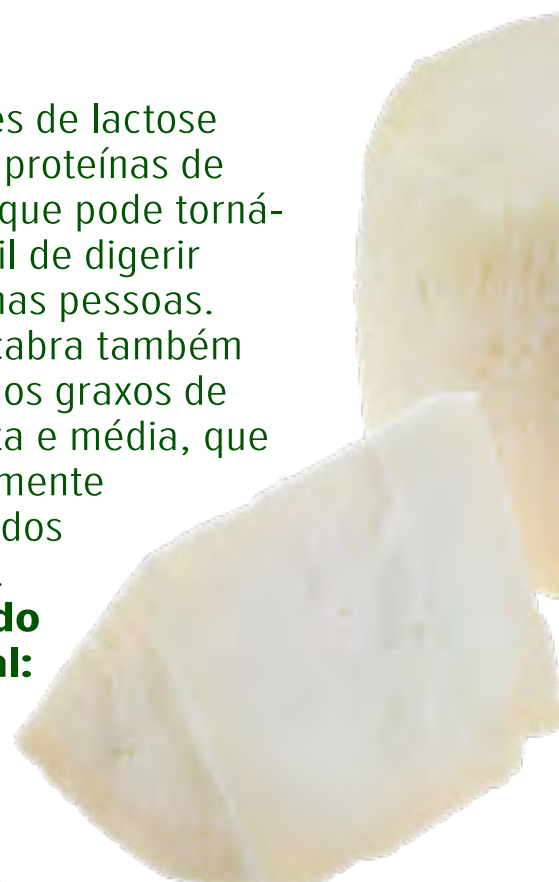 es de lactose
proteínas de
que pode torná-
il de digerir
nas pessoas.
cabra também
os graxos de
ta e média, que
mente
dos
.
do
al: